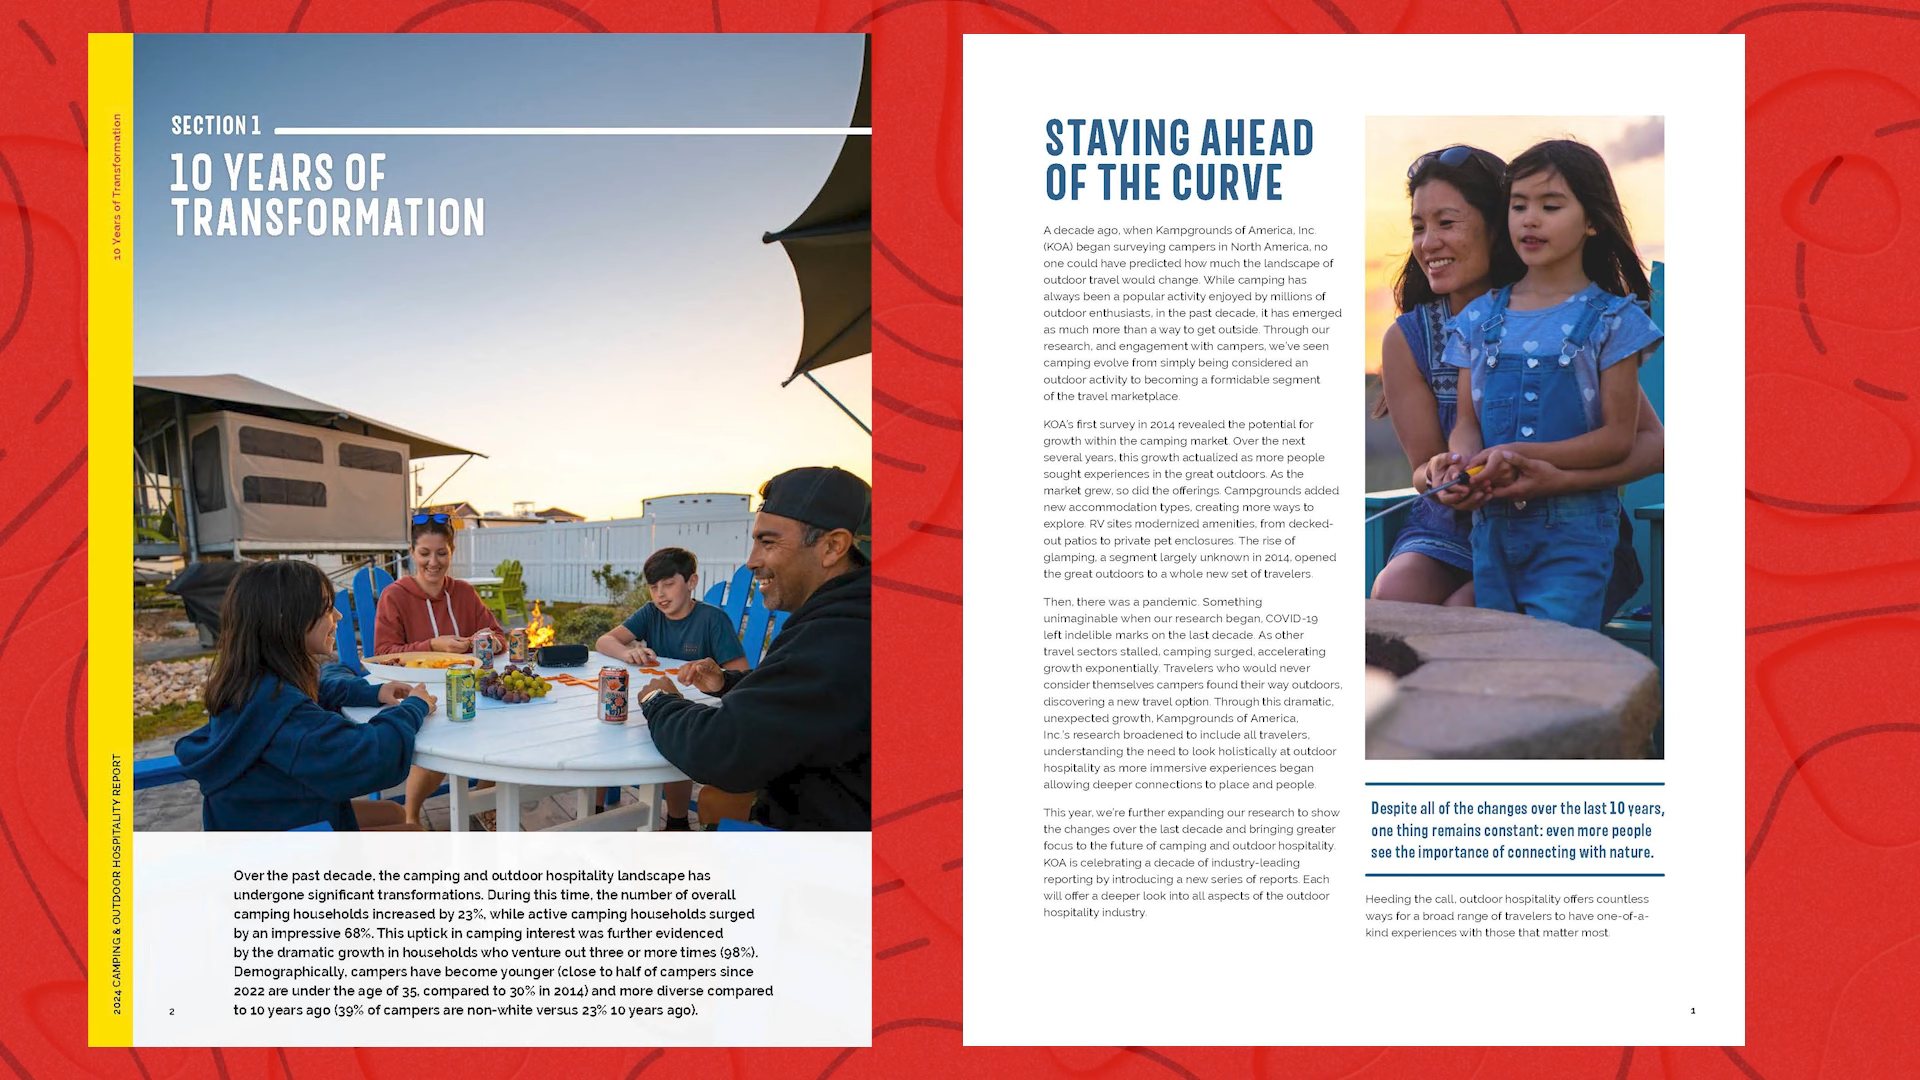 10 Years of Transformation
2024 CAMPING & OUTDOOR HOSPITALITY REPORT
SECTION 1
10 YEARS OF
TRANSFORMATION
Over the past decade, the camping and outdoor hospitality landscape has
undergone significant transformations. During this time, the number of overall
camping households increased by 23%, while active camping households surged
by an impressive 68%. This uptick in camping interest was further evidenced
by the dramatic growth in households who venture out three or more times (98%).
Demographically, campers have become younger (close to half of campers since
2022 are under the age of 35, compared to 30% in 2014) and more diverse compared
to 10 years ago (39% of campers are non-white versus 23% 10 years ago).
2
STAYING AHEAD
OF THE CURVE
A decade ago, when Kampgrounds of America, Inc.
(KOA) began surveying campers in North America, no
one could have predicted how much the landscape of
outdoor travel would change. While camping has
always been a popular activity enjoyed by millions of
outdoor enthusiasts, in the past decade, it has emerged
as much more than a way to get outside. Through our
research, and engagement with campers, we've seen
camping evolve from simply being considered an
outdoor activity to becoming a formidable segment
of the travel marketplace.
KOA's first survey in 2014 revealed the potential for
growth within the camping market. Over the next
several years, this growth actualized as more people
sought experiences in the great outdoors. As the
market grew, so did the offerings. Campgrounds added
new accommodation types, creating more ways to
explore. RV sites modernized amenities, from decked-
out patios to private pet enclosures. The rise of
glamping, a segment largely unknown in 2014, opened
the great outdoors to a whole new set of travelers.
Then, there was a pandemic. Something
unimaginable when our research began, COVID-19
left indelible marks on the last decade. As other
travel sectors stalled, camping surged, accelerating
growth exponentially. Travelers who would never
consider themselves campers found their way outdoors,
discovering a new travel option. Through this dramatic,
unexpected growth, Kampgrounds of America,
Inc.'s research broadened to include all travelers,
understanding the need to look holistically at outdoor
hospitality as more immersive experiences began
allowing deeper connections to place and people.
This year, we're further expanding our research to show
the changes over the last decade and bringing greater
focus to the future of camping and outdoor hospitality.
KOA is celebrating a decade of industry-leading
reporting by introducing a new series of reports. Each
will offer a deeper look into all aspects of the outdoor
hospitality industry.
Despite all of the changes over the last 10 years,
one thing remains constant: even more people
see the importance of connecting with nature.
Heeding the call, outdoor hospitality offers countless
ways for a broad range of travelers to have one-of-a-
kind experiences with those that matter most.
1